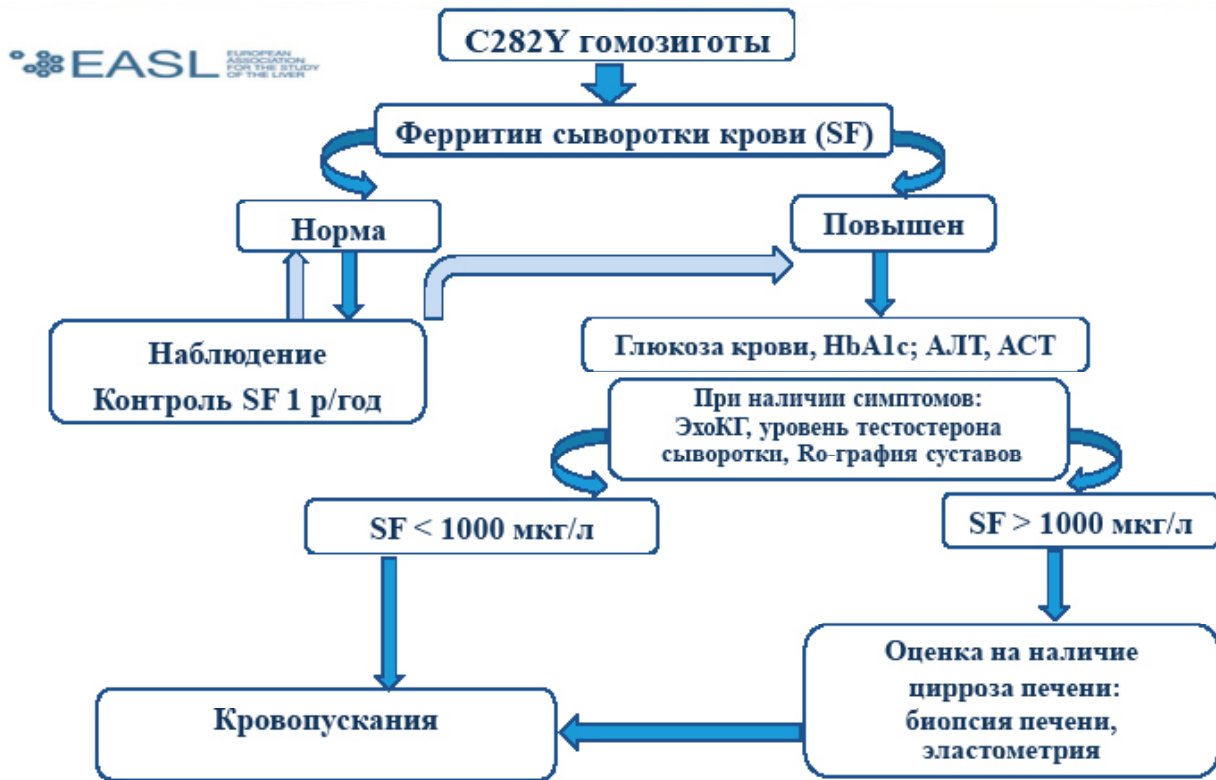 EASL
EUROPEAN
ASSOCIATION
FOR THE STUDY
OF THE LIVER
C282Y гомозиготы
Ферритин сыворотки крови (SF)
Норма
Повышен
Наблюдение
Контроль SF 1 р/год
Глюкоза крови, HbA1c; АЛТ, АСТ
При наличии симптомов:
ЭхоКГ, уровень тестостерона
сыворотки, Ro-графия суставов
SF < 1000 мкг/л
SF > 1000 мкг/л
Оценка на наличие
цирроза печени:
биопсия печени,
эластометрия
Кровопускания